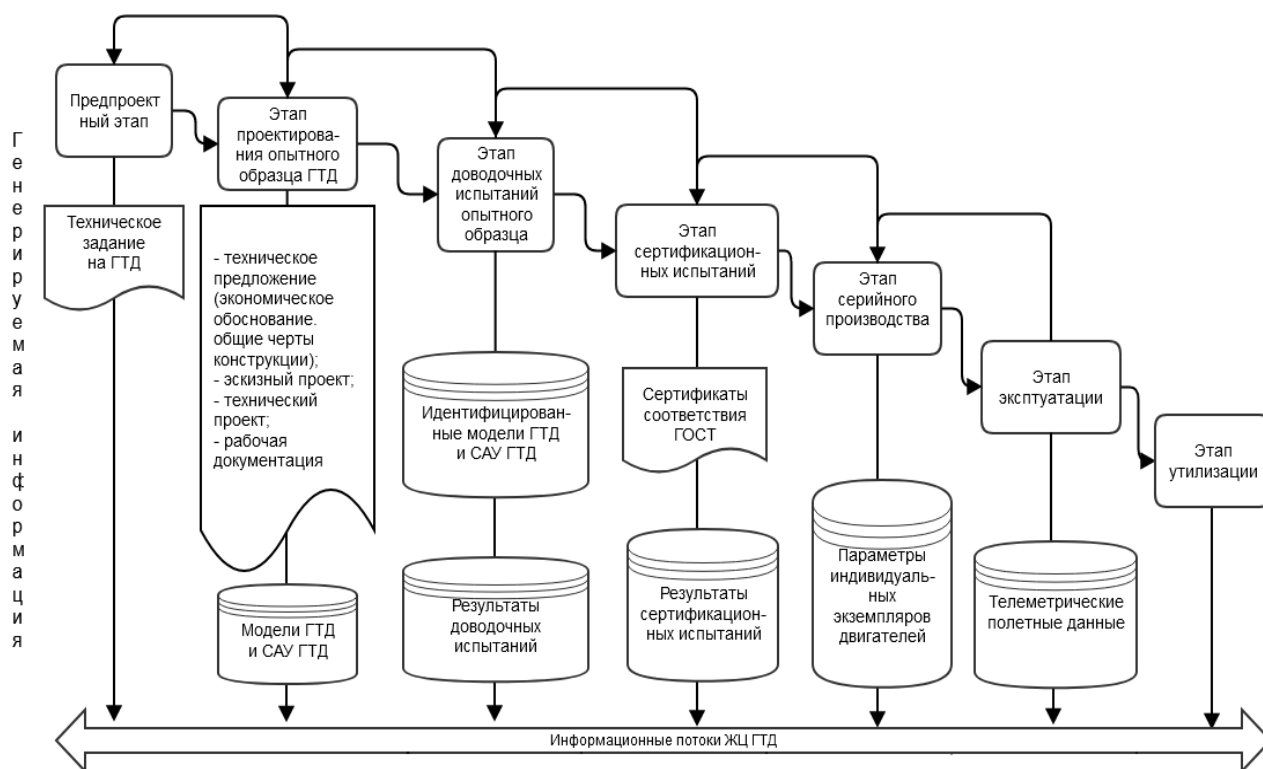 Генерируемая информация
Предпроект
ный этап
Техническое
задание
на ГТД
Этап
проектирова-
ния опытного
образца ГТД
- техническое
предложение
(экономическое
обоснование.
общие черты
конструкции);
- эскизный проект;
- технический
проект;
- рабочая
документация
Модели ГТД
и САУ ГТД
Этап
доводочных
испытаний
опытного
образца
Идентифицирован-
ные модели ГТД
и САУ ГТД
Результаты
доводочных
испытаний
Этап
сертификацион-
ных испытаний
Сертификаты
соответствия
ГОСТ
Результаты
сертификацион-
ных испытаний
Этап
серийного
производства
Параметры
индивидуаль-
ных
экземпляров
двигателей
Этап
эксптуатации
Телеметрические
полетные данные
Этап
утилизации
Информационные потоки ЖЦ ГТД